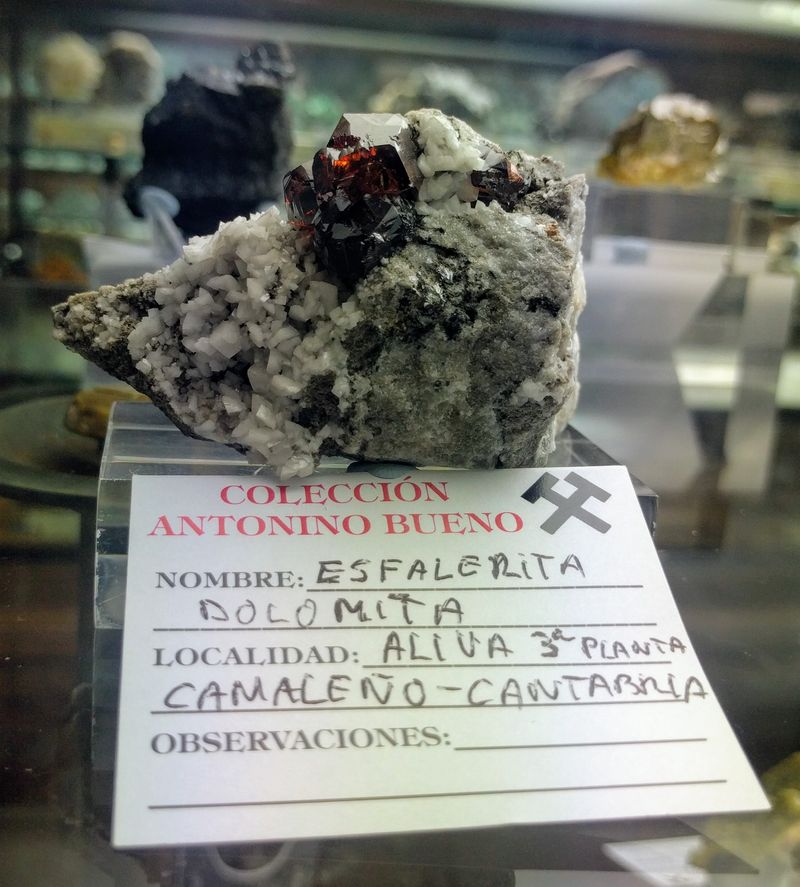 COLECCIÓN
ANTONINO BUENO
NOMBRE: ESFALERITA
DOLOMITA
LOCALIDAD: ALIVA 3ª PLANTA
CAMALEÑO-CANTABRIA
OBSERVACIONES: